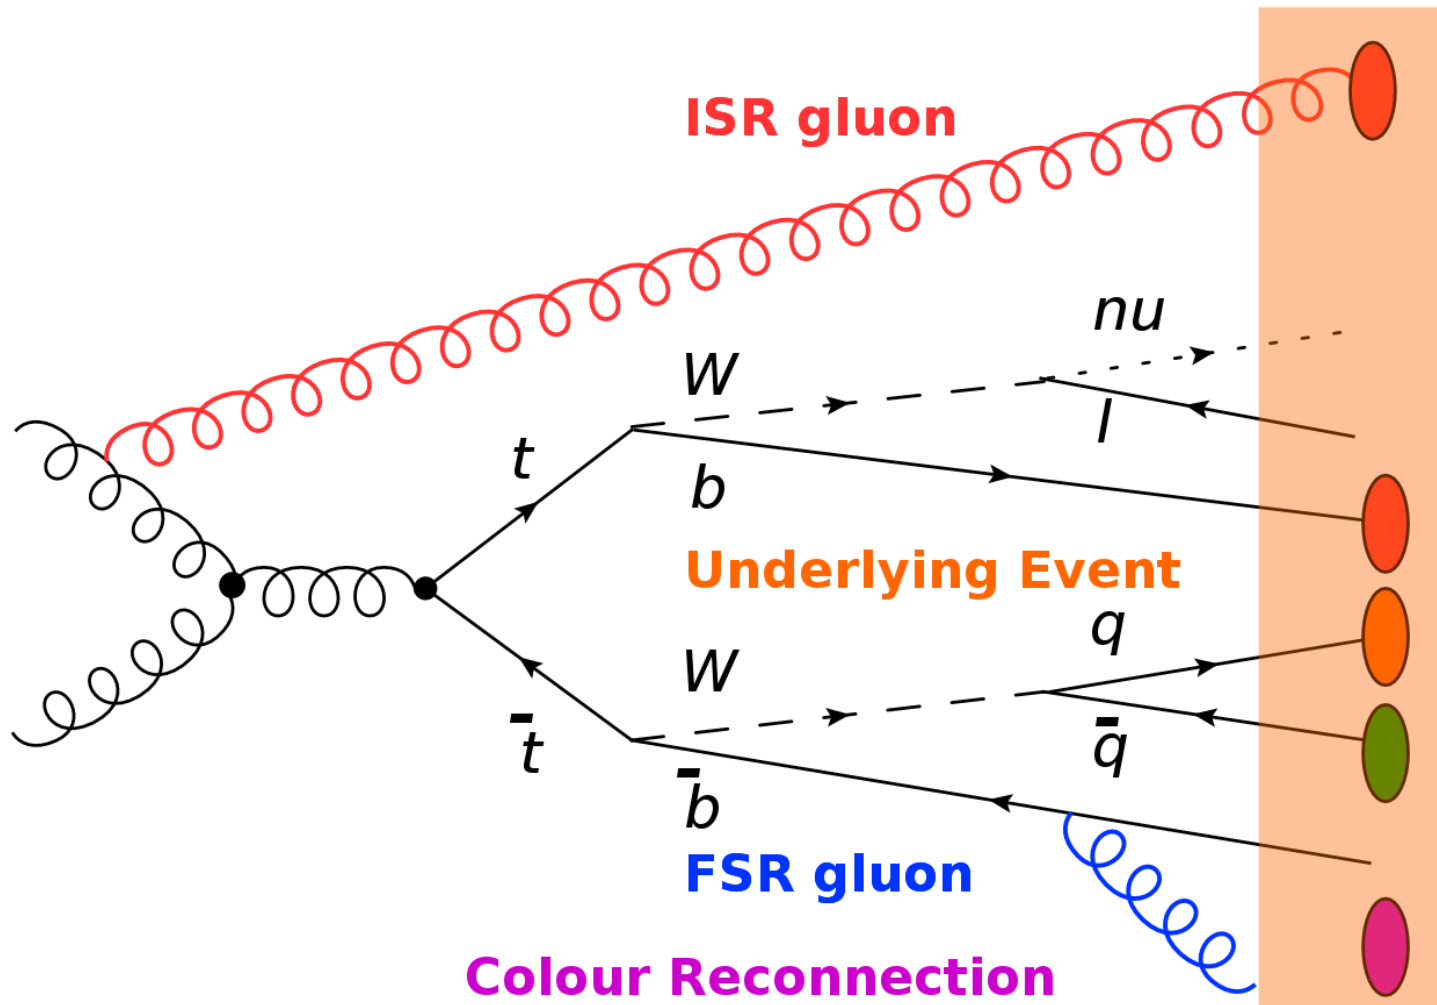 ISR gluon
nu
W
l
t
b
Underlying Event
q
W
t̄
q̄
b̄
FSR gluon
Colour Reconnection